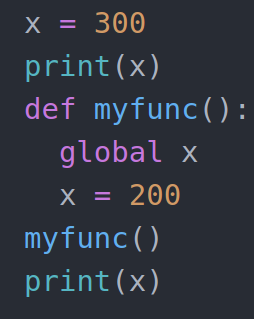 x = 300
print(x)
def myfunc():
  global x
  x = 200
myfunc()
print(x)